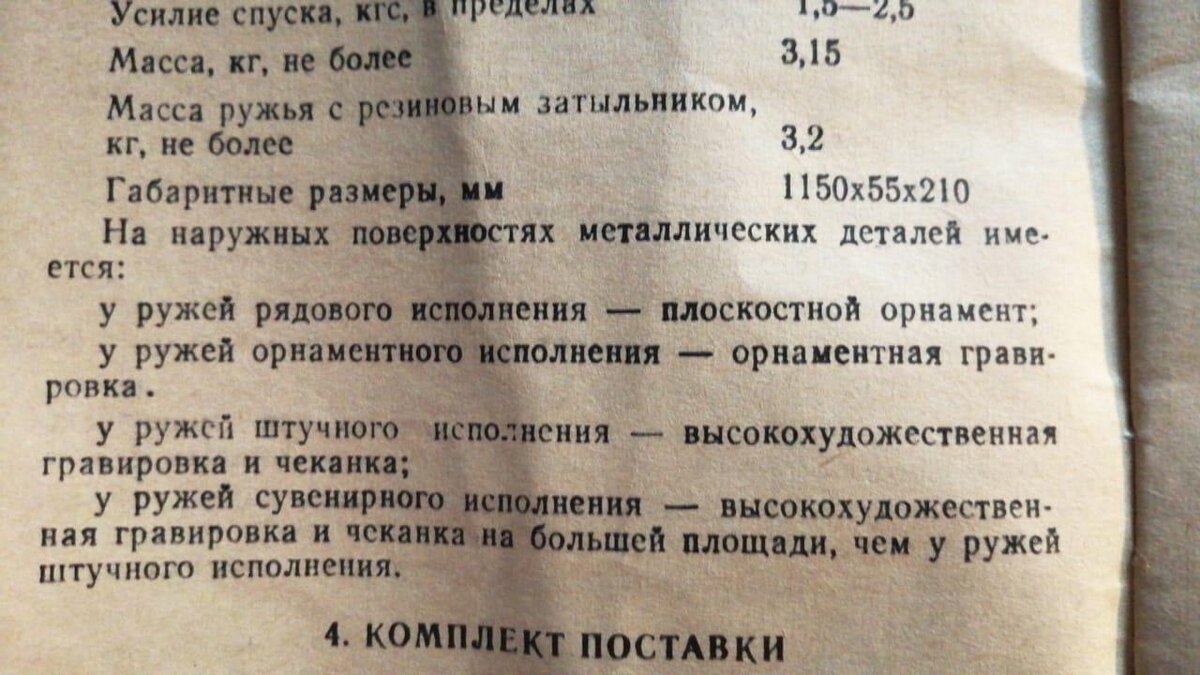 Усилие спуска, кгс, в пределах 1,5—2,5
Масса, кг, не более 3,15
Масса ружья с резиновым затыльником,
кг, не более 3,2
Габаритные размеры, мм 1150х55х210
На наружных поверхностях металлических деталей име-
ется:
у ружей рядового исполнения — плоскостной орнамент;
у ружей орнаментного исполнения — орнаментная грави-
ровка.
у ружей штучного исполнения — высокохудожественная
гравировка и чеканка;
у ружей сувенирного исполнения — высокохудожествен-
ная гравировка и чеканка на большей площади, чем у ружей
штучного исполнения.
4. КОМПЛЕКТ ПОСТАВКИ